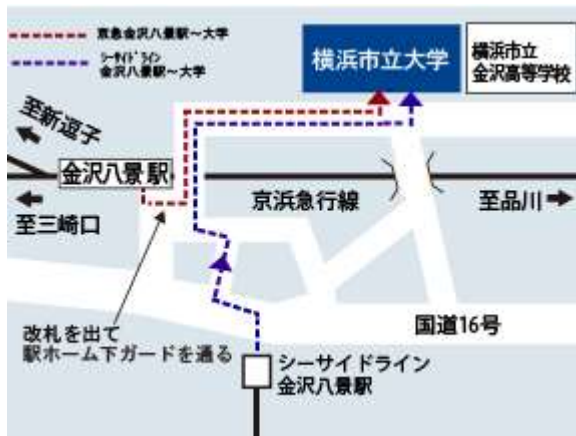 京急金沢八景駅～大学
シーサイドライン
金沢八景駅～大学
横浜市立大学
横浜市立
金沢高等学校
至新逗子
金沢八景駅
京浜急行線
至品川
至三崎口
改札を出て
駅ホーム下ガードを通る
国道16号
シーサイドライン
金沢八景駅